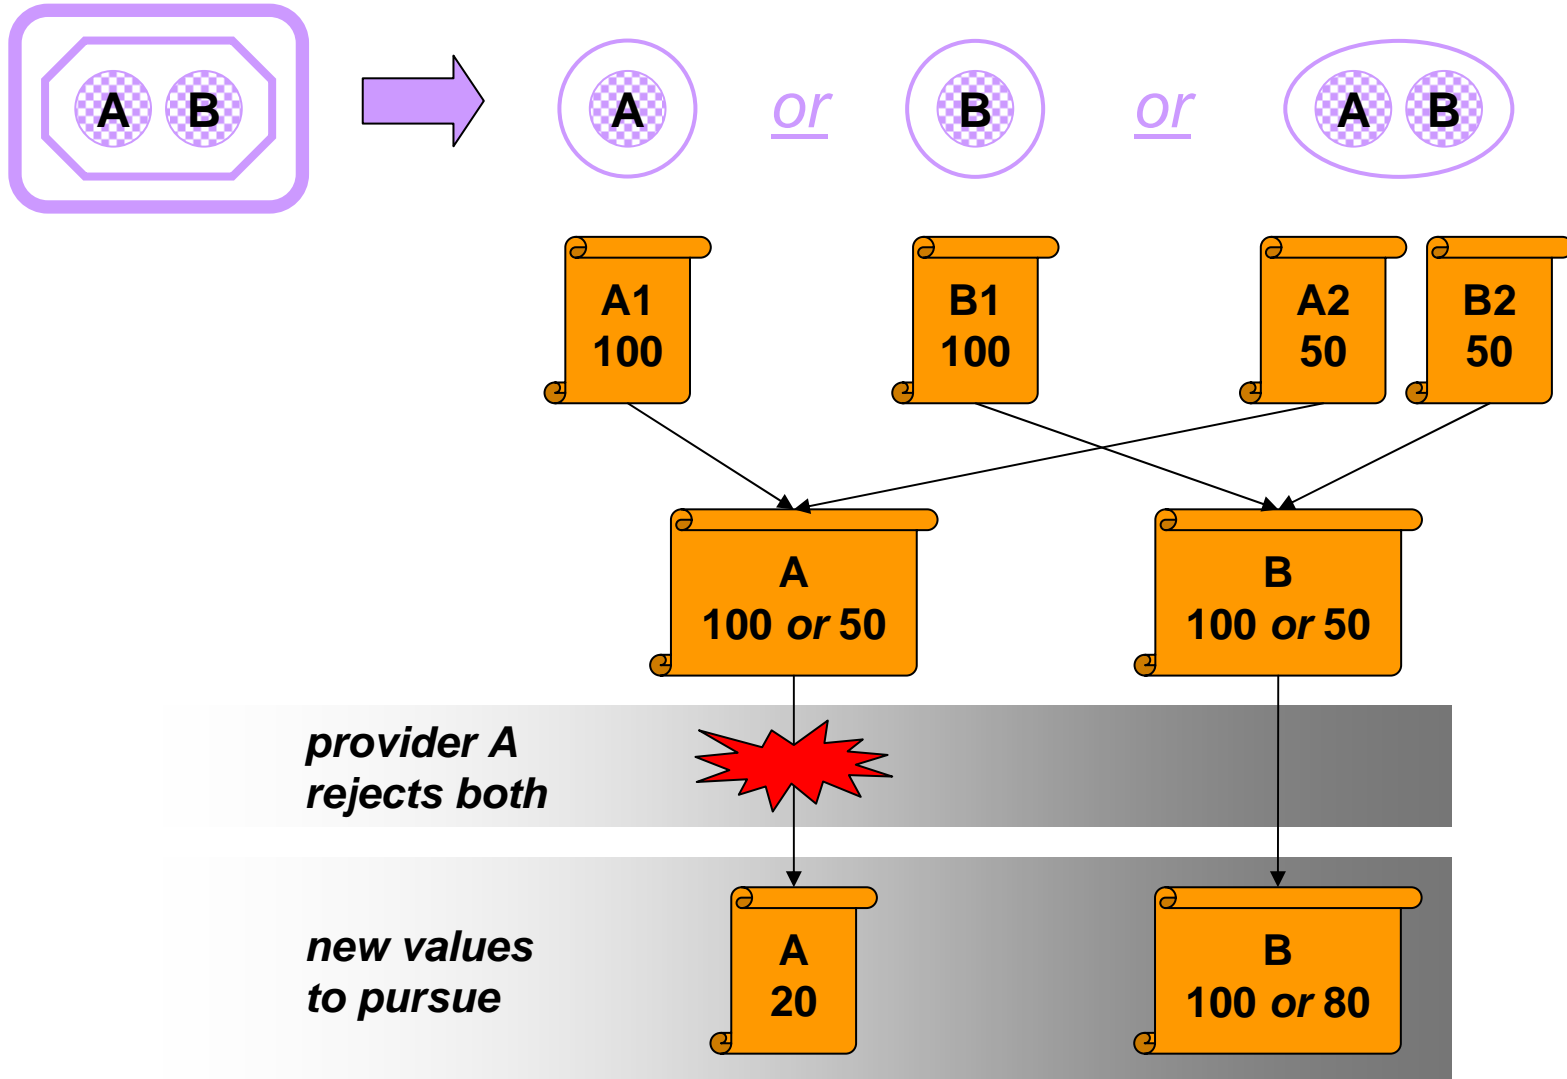 A B
A
or
B
or
A B
A1
100
B1
100
A2
50
B2
50
A
100 or 50
B
100 or 50
provider A
rejects both
new values
to pursue
A
20
B
100 or 80